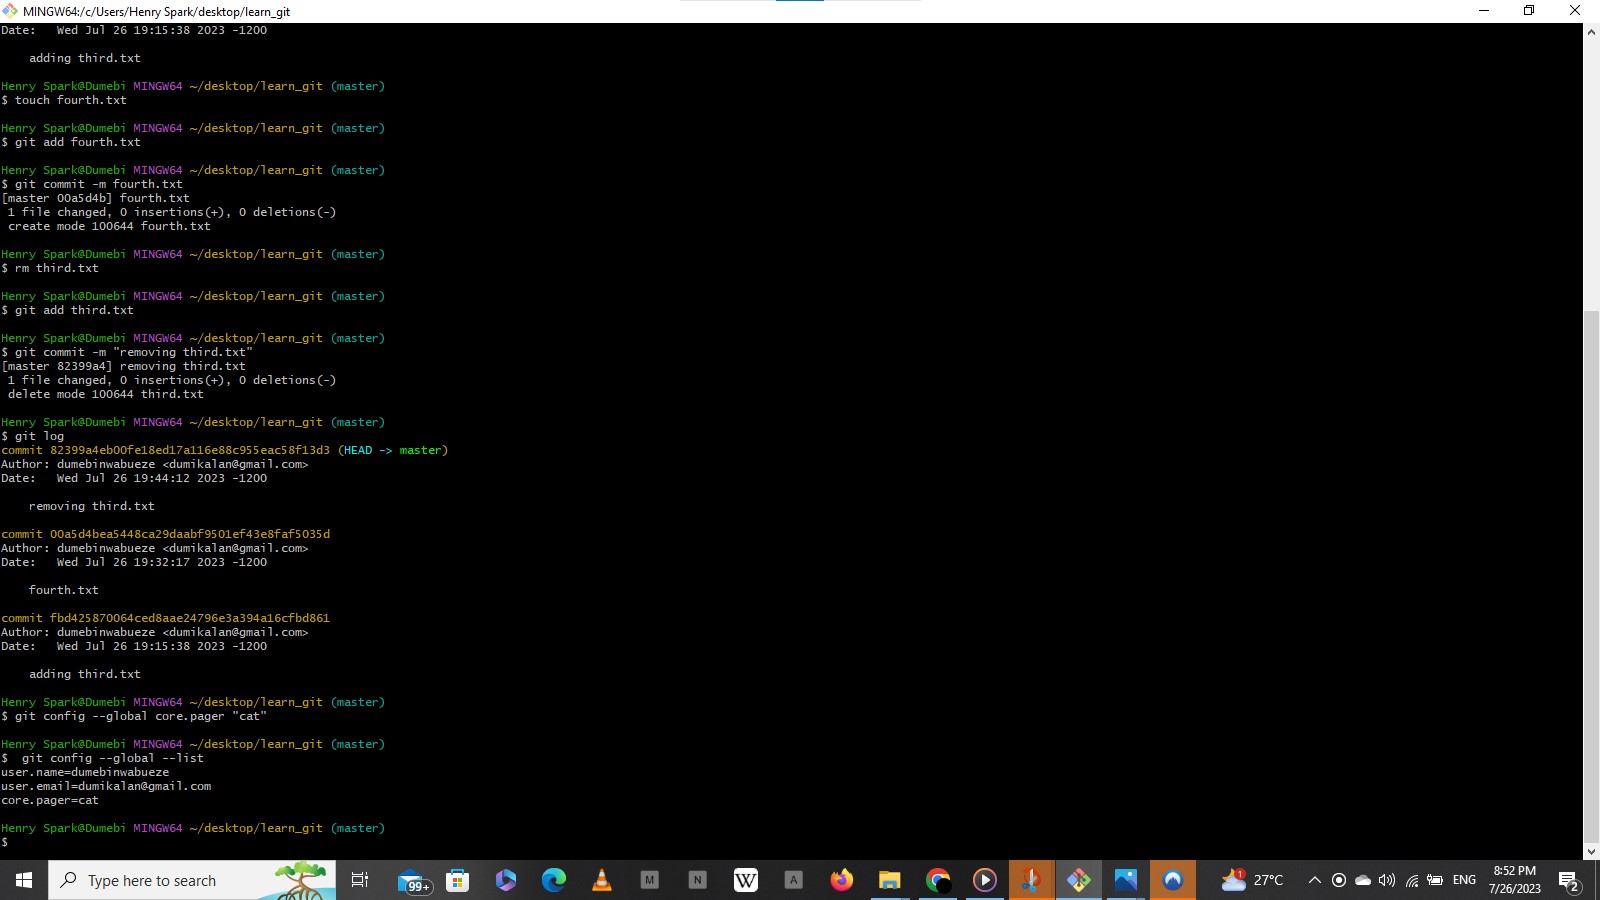 MINGW64:/c/Users/Henry Spark/desktop/learn_git
Date:   Wed Jul 26 19:15:38 2023 -1200
    adding third.txt
Henry Spark@Dumebi MINGW64 ~/desktop/learn_git (master)
$ touch fourth.txt
Henry Spark@Dumebi MINGW64 ~/desktop/learn_git (master)
$ git add fourth.txt
Henry Spark@Dumebi MINGW64 ~/desktop/learn_git (master)
$ git commit -m fourth.txt
[master 00a5d4b] fourth.txt
 1 file changed, 0 insertions(+), 0 deletions(-)
 create mode 100644 fourth.txt
Henry Spark@Dumebi MINGW64 ~/desktop/learn_git (master)
$ rm third.txt
Henry Spark@Dumebi MINGW64 ~/desktop/learn_git (master)
$ git add third.txt
Henry Spark@Dumebi MINGW64 ~/desktop/learn_git (master)
$ git commit -m "removing third.txt"
[master 82399a4] removing third.txt
 1 file changed, 0 insertions(+), 0 deletions(-)
 delete mode 100644 third.txt
Henry Spark@Dumebi MINGW64 ~/desktop/learn_git (master)
$ git log
commit 82399a4eb00fe18ed17a116e88c955eac58f13d3 (HEAD -> master)
Author: dumebinwabueze <dumikalan@gmail.com>
Date:   Wed Jul 26 19:44:12 2023 -1200
    removing third.txt
commit 00a5d4bea5448ca29daabf9501ef43e8faf5035d
Author: dumebinwabueze <dumikalan@gmail.com>
Date:   Wed Jul 26 19:32:17 2023 -1200
    fourth.txt
commit fbd425870064ced8aae24796e3a394a16cfbd861
Author: dumebinwabueze <dumikalan@gmail.com>
Date:   Wed Jul 26 19:15:38 2023 -1200
    adding third.txt
Henry Spark@Dumebi MINGW64 ~/desktop/learn_git (master)
$ git config --global core.pager "cat"
Henry Spark@Dumebi MINGW64 ~/desktop/learn_git (master)
$  git config --global --list
user.name=dumebinwabueze
user.email=dumikalan@gmail.com
core.pager=cat
Henry Spark@Dumebi MINGW64 ~/desktop/learn_git (master)
$
Type here to search
99+
M
N
W
A
1
27°C
ENG
8:52 PM
7/26/2023
2